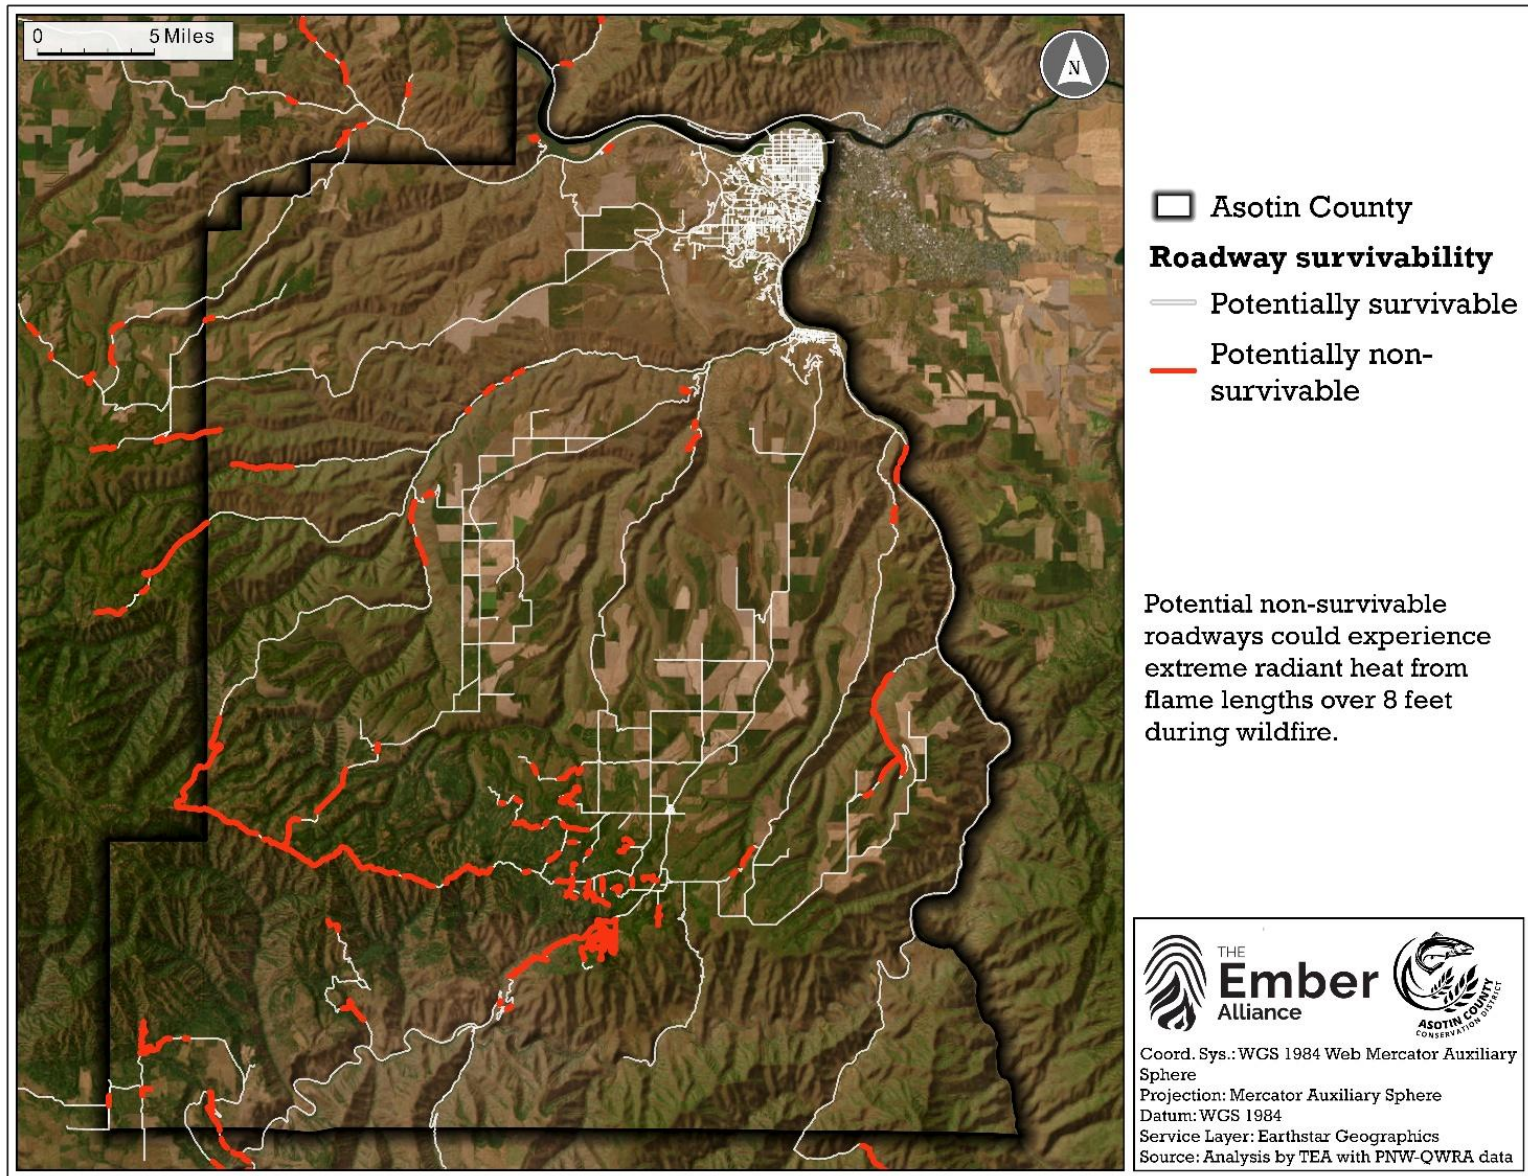 0 5 Miles
N
Asotin County
Roadway survivability
Potentially survivable
Potentially non-
survivable
Potential non-survivable
roadways could experience
extreme radiant heat from
flame lengths over 8 feet
during wildfire.
THE
Ember
Alliance
ASOTIN COUNTY
CONSERVATION DISTRICT
Coord. Sys.: WGS 1984 Web Mercator Auxiliary
Sphere
Projection: Mercator Auxiliary Sphere
Datum: WGS 1984
Service Layer: Earthstar Geographics
Source: Analysis by TEA with PNW-QWRA data